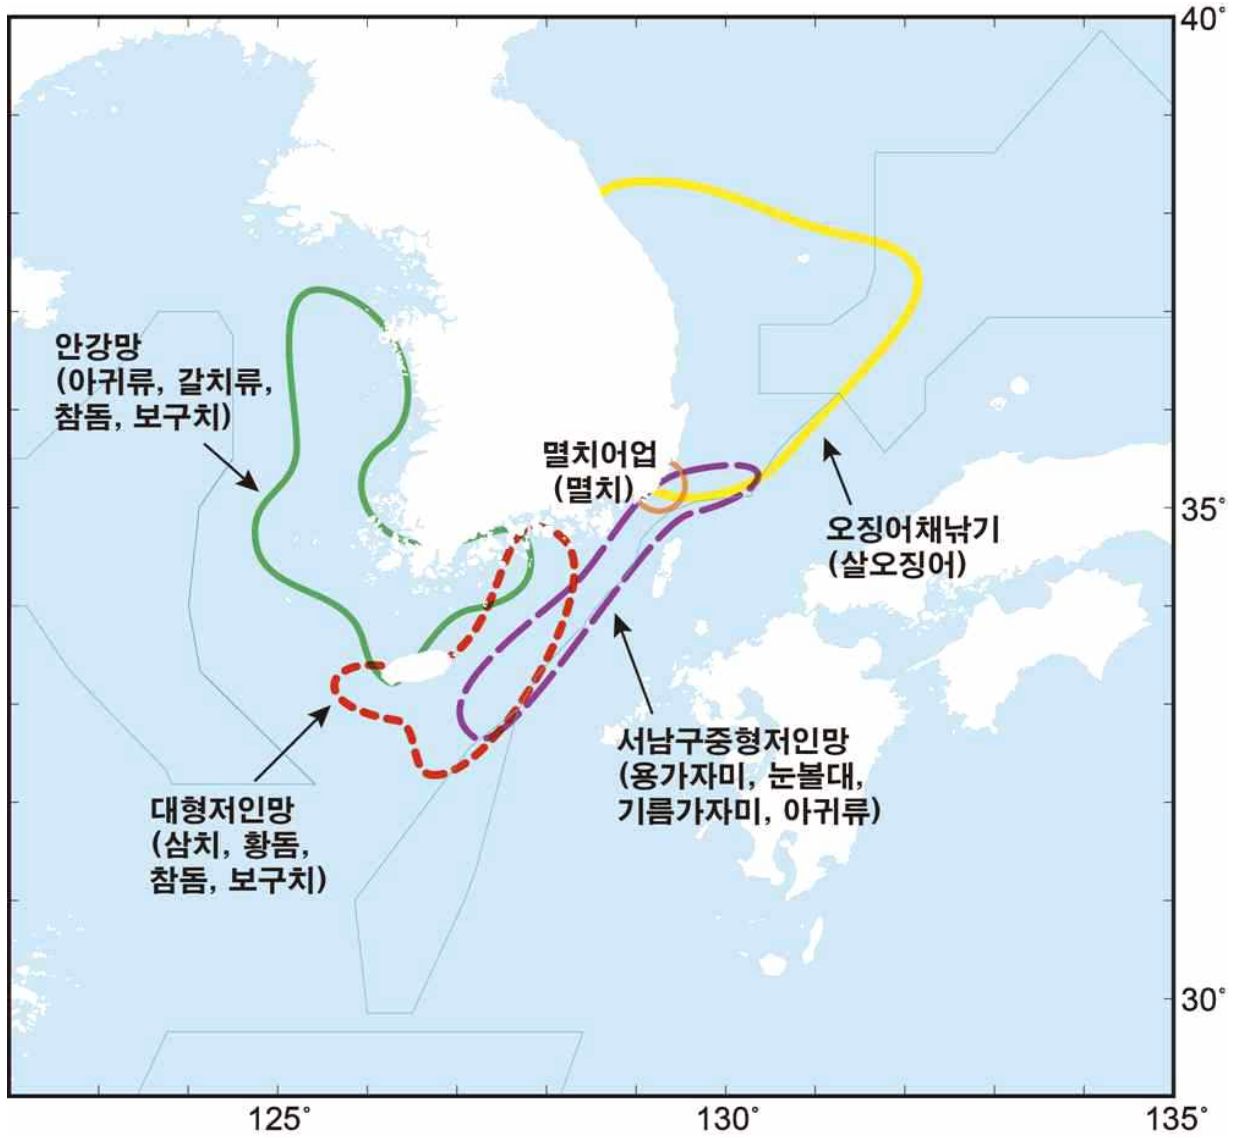 40°
안강망
(아귀류, 갈치류,
참돔, 보구치)
멸치어업
(멸치)
35°
오징어채낚기
(살오징어)
서남구중형저인망
(용가자미, 눈볼대,
기름가자미, 아귀류)
대형저인망
(삼치, 황돔,
참돔, 보구치)
30°
125°
130°
135°